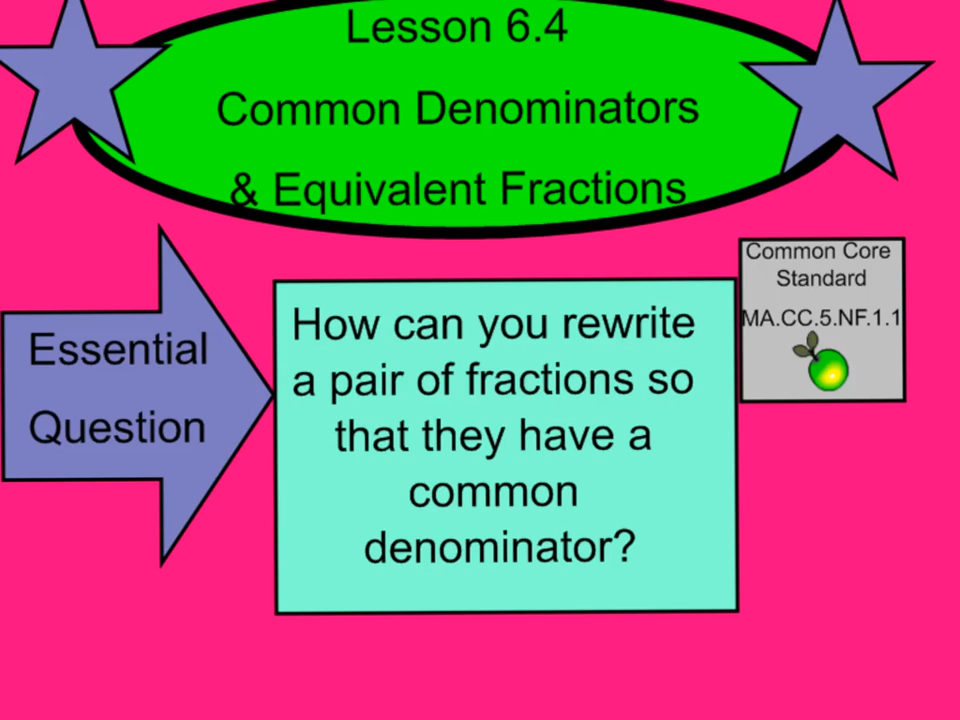 Lesson 6.4
Common Denominators
& Equivalent Fractions
Essential
Question
How can you rewrite
a pair of fractions so
that they have a
common
denominator?
Common Core
Standard
MA.CC.5.NF.1.1